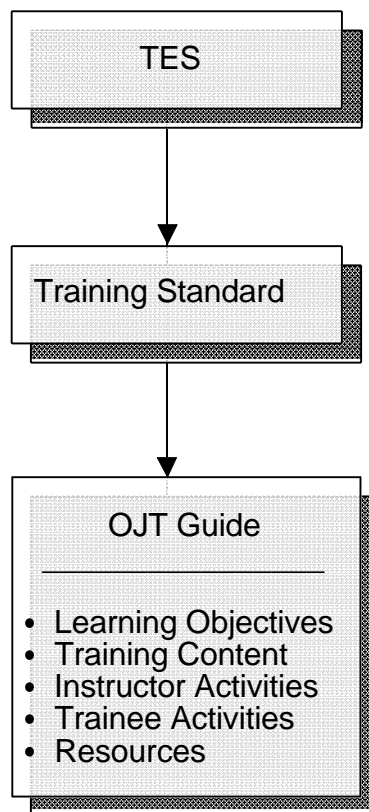 TES
Training Standard
OJT Guide
• Learning Objectives
• Training Content
• Instructor Activities
• Trainee Activities
• Resources